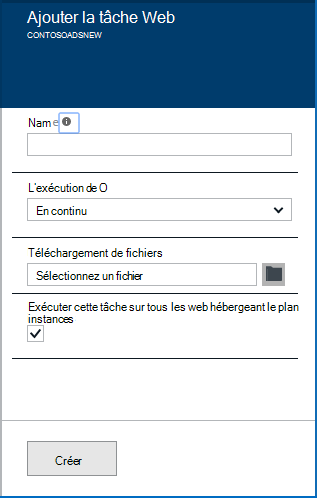 Ajouter la tâche Web
CONTOSOADSNEW
Name
L'exécution de O
En continu
Téléchargement de fichiers
Sélectionnez un fichier
Exécuter cette tâche sur tous les web hébergeant le plan
instances
Créer